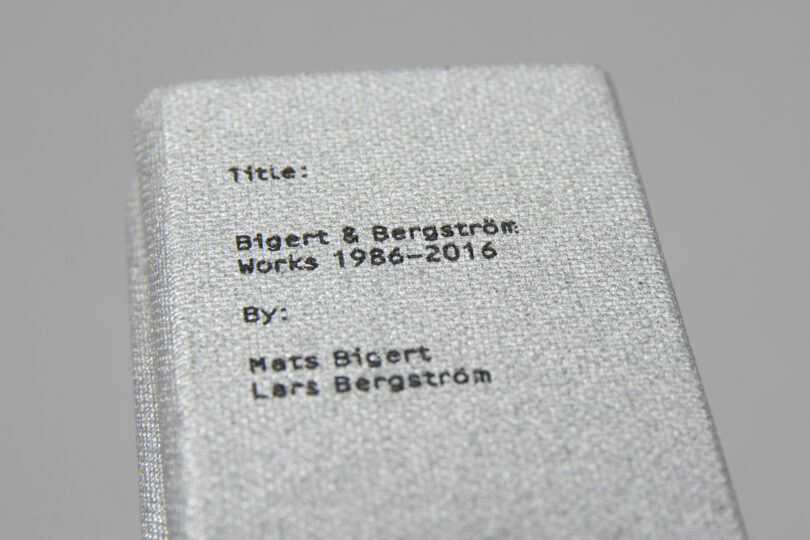 Title:
Bigert & Bergström:
Works 1986–2016
By:
Mats Bigert
Lars Bergström